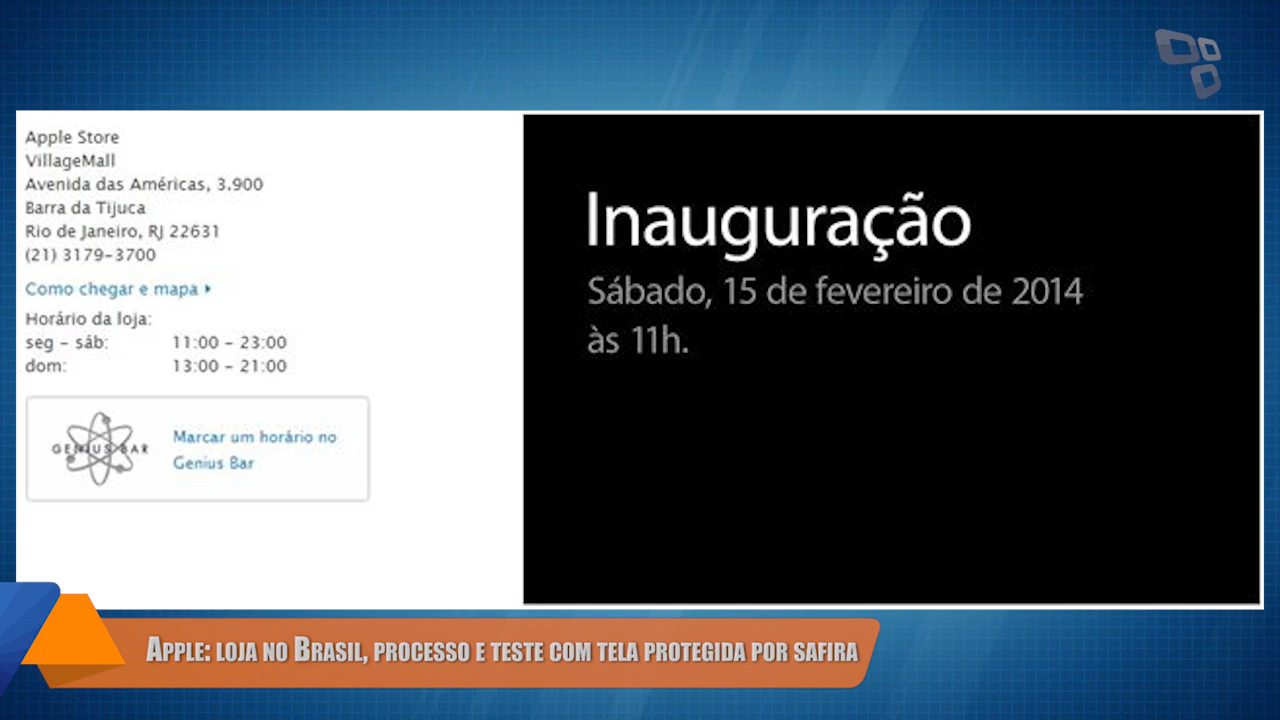 Apple Store
VillageMall
Avenida das Américas, 3.900
Barra da Tijuca
Rio de Janeiro, RJ 22631
(21) 3179-3700
Como chegar e mapa
Horário da loja:
seg - sáb: 11:00 - 23:00
dom: 13:00 - 21:00
GENIUS BAR
Marcar um horário no
Genius Bar
Inauguração
Sábado, 15 de fevereiro de 2014
às 11h.
APPLE: LOJA NO BRASIL, PROCESSO E TESTE COM TELA PROTEGIDA POR SAFIRA